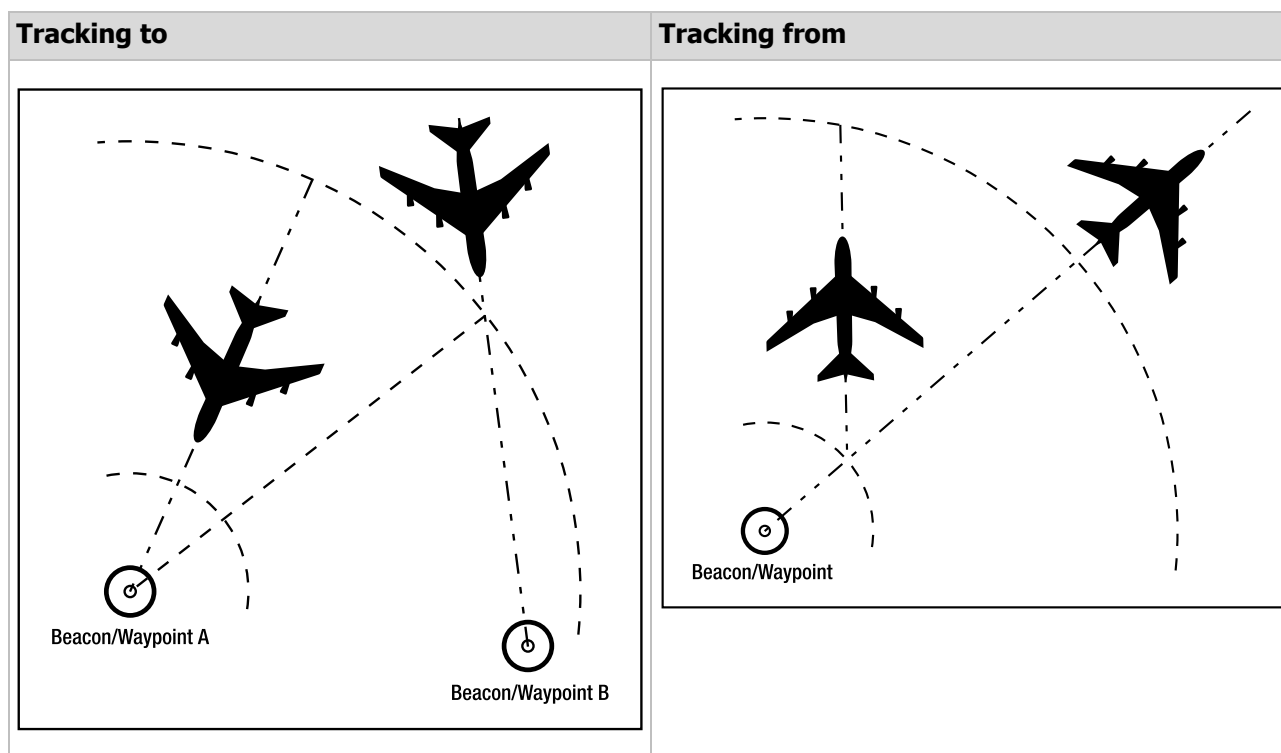 Tracking to
Tracking from
Beacon/Waypoint A
Beacon/Waypoint B
Beacon/Waypoint